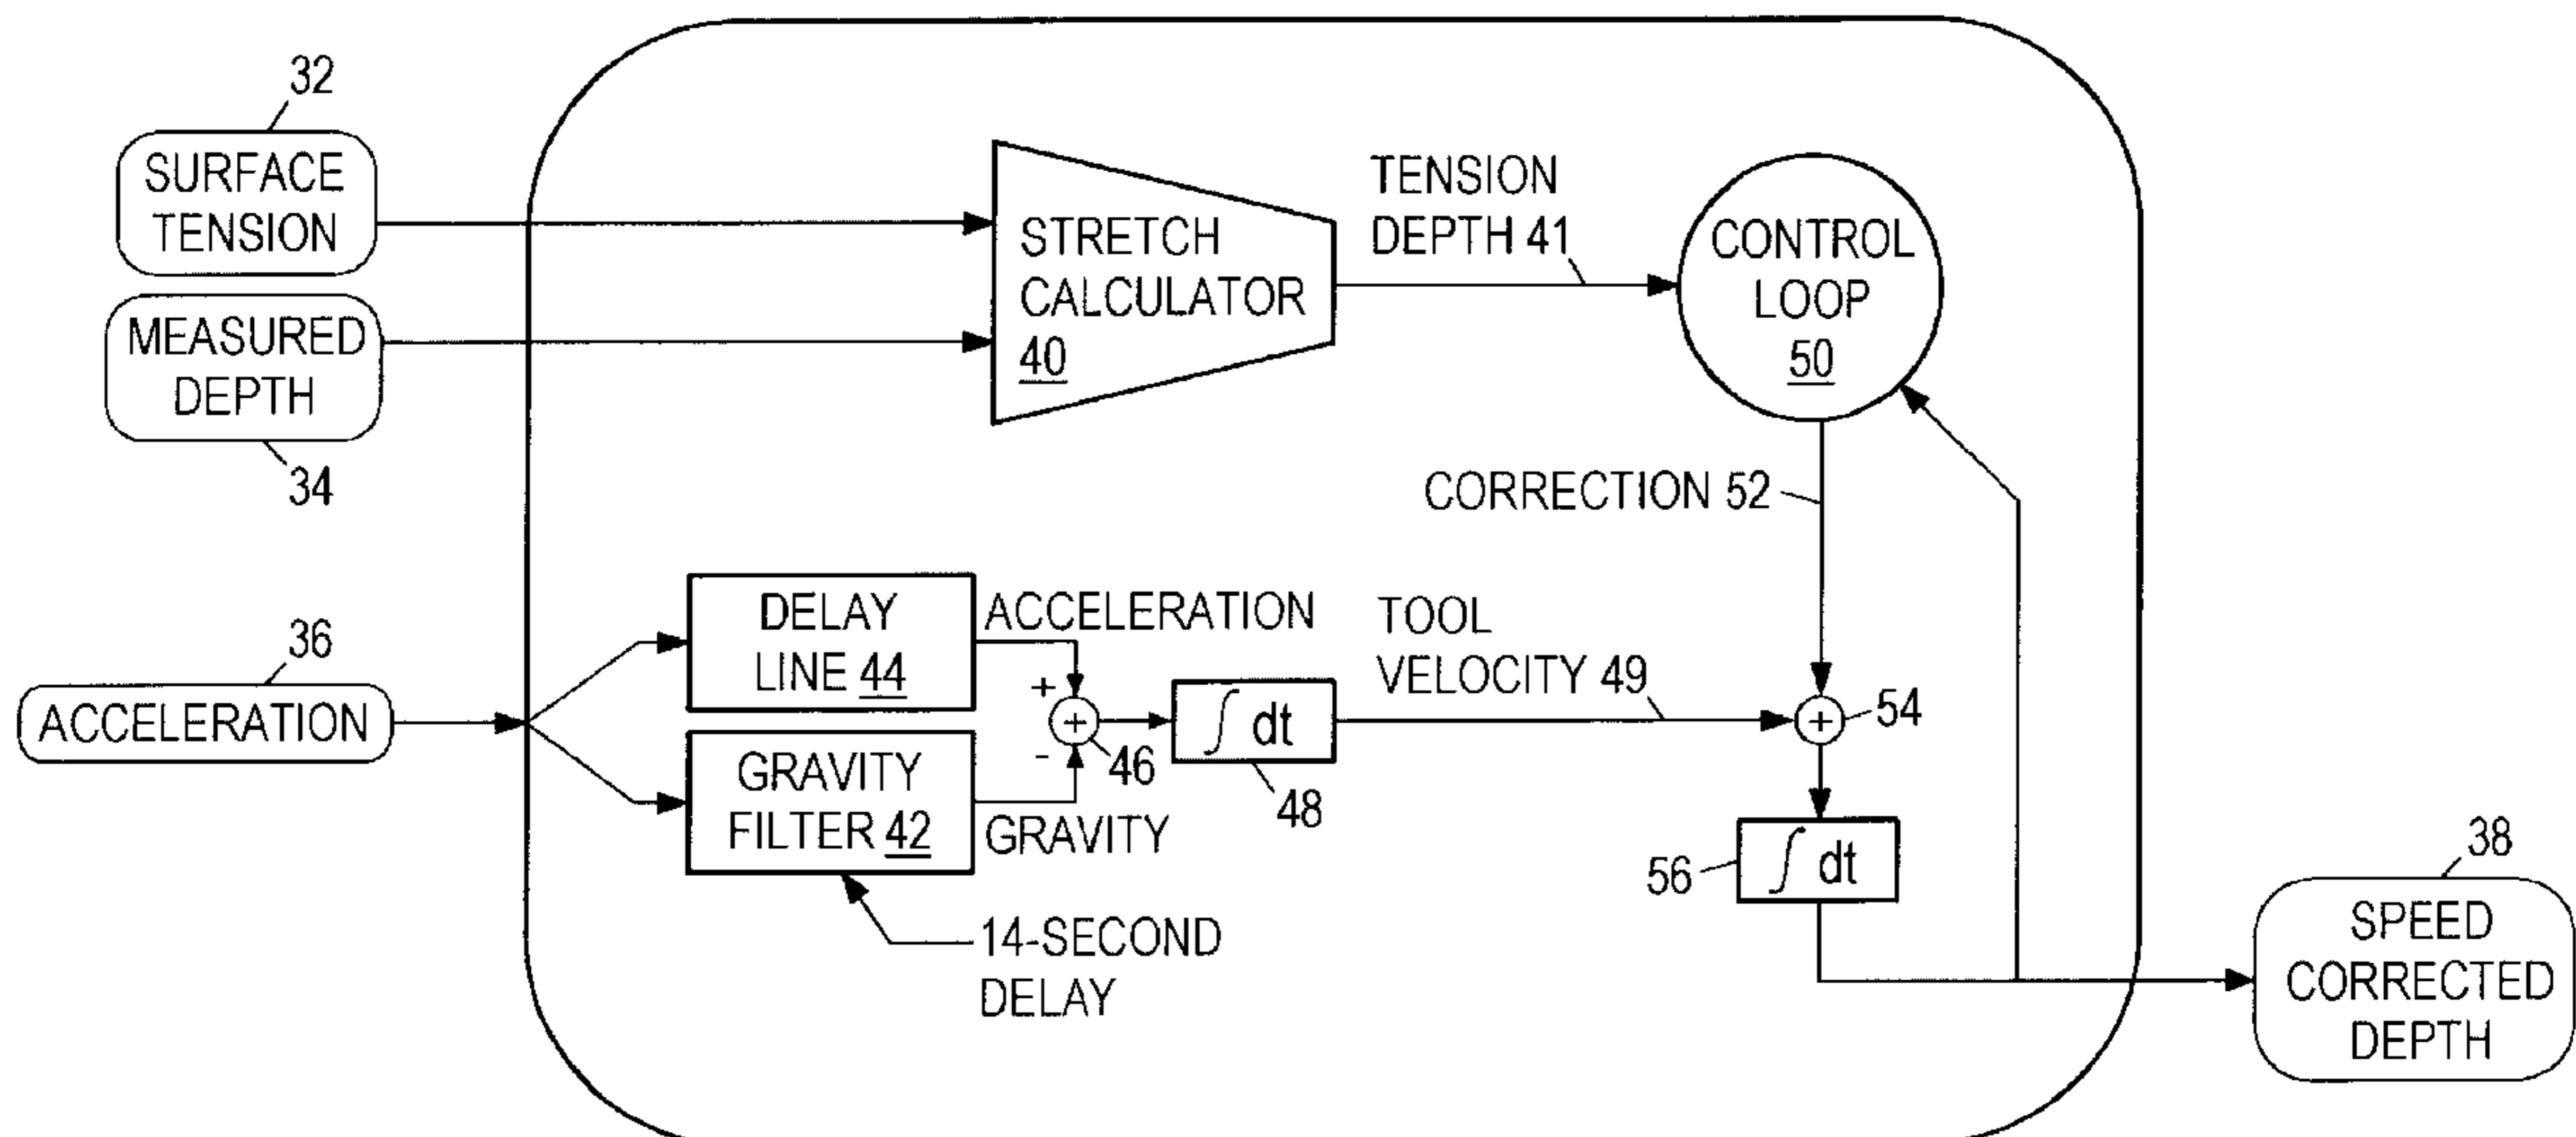 32
SURFACE
TENSION
MEASURED
DEPTH
34
STRETCH
CALCULATOR
40
TENSION
DEPTH 41
CONTROL
LOOP
50
CORRECTION 52
36
ACCELERATION
DELAY
LINE 44
ACCELERATION
GRAVITY
FILTER 42
GRAVITY
14-SECOND
DELAY
+
+
-
46
∫ dt
48
TOOL
VELOCITY 49
+
54
∫ dt
56
38
SPEED
CORRECTED
DEPTH